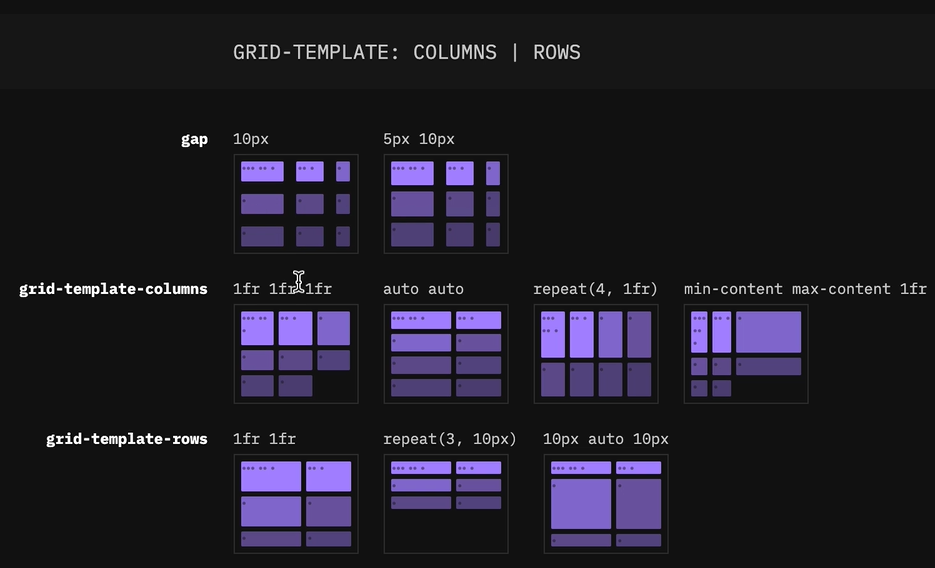 GRID-TEMPLATE: COLUMNS | ROWS
gap 10px 5px 10px
grid-template-columns 1fr 1fr 1fr auto auto repeat(4, 1fr) min-content max-content 1fr
grid-template-rows 1fr 1fr repeat(3, 10px) 10px auto 10px